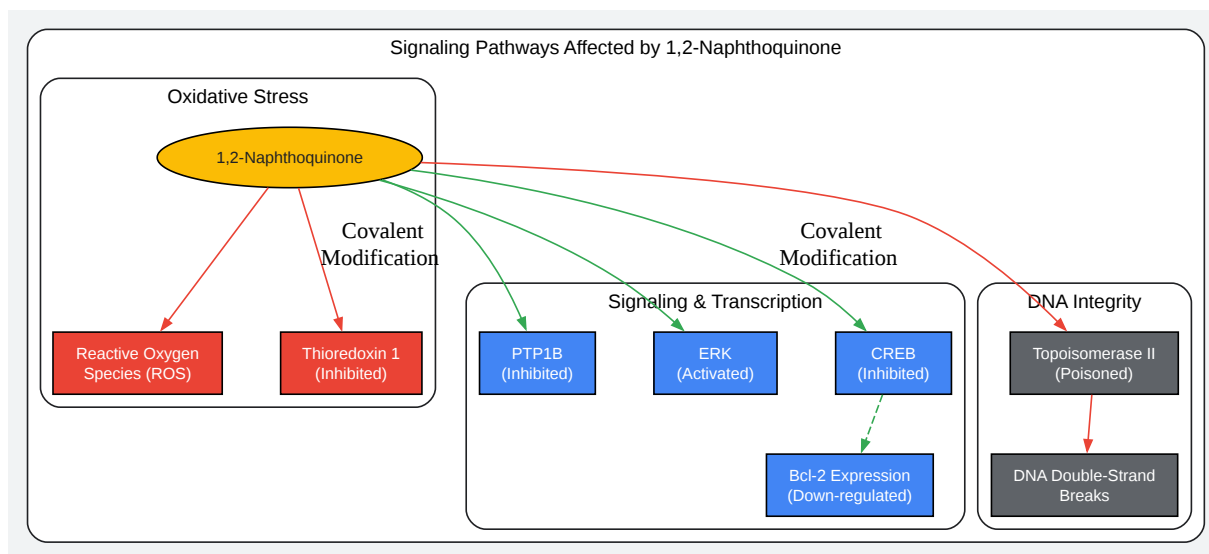 Signaling Pathways Affected by 1,2-Naphthoquinone
Oxidative Stress
1,2-Naphthoquinone
Covalent
Modification
Covalent
Modification
Signaling & Transcription
DNA Integrity
Reactive Oxygen
Species (ROS)
Thioredoxin 1
(Inhibited)
PTP1B
(Inhibited)
ERK
(Activated)
CREB
(Inhibited)
Topoisomerase II
(Poisoned)
Bcl-2 Expression
(Down-regulated)
DNA Double-Strand
Breaks